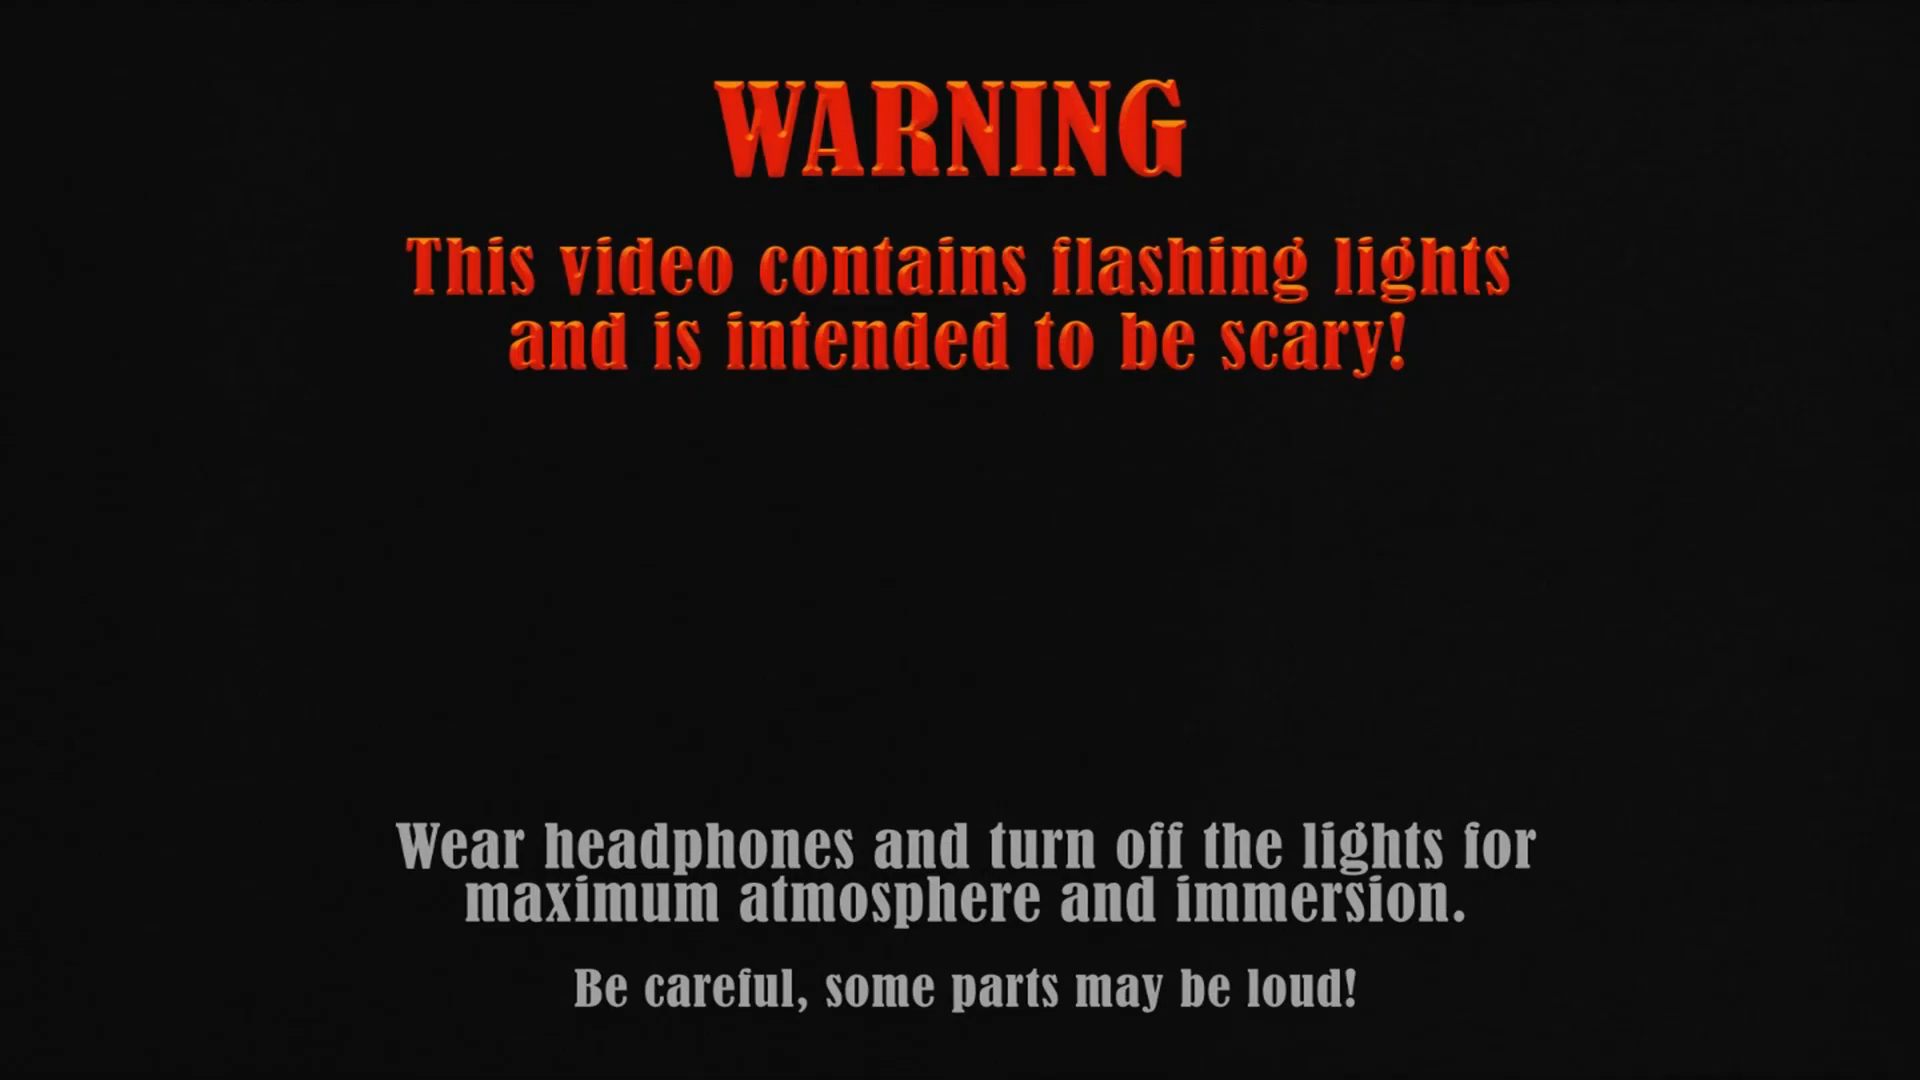 WARNING
This video contains flashing lights
and is intended to be scary!
Wear headphones and turn off the lights for
maximum atmosphere and immersion.
Be careful, some parts may be loud!